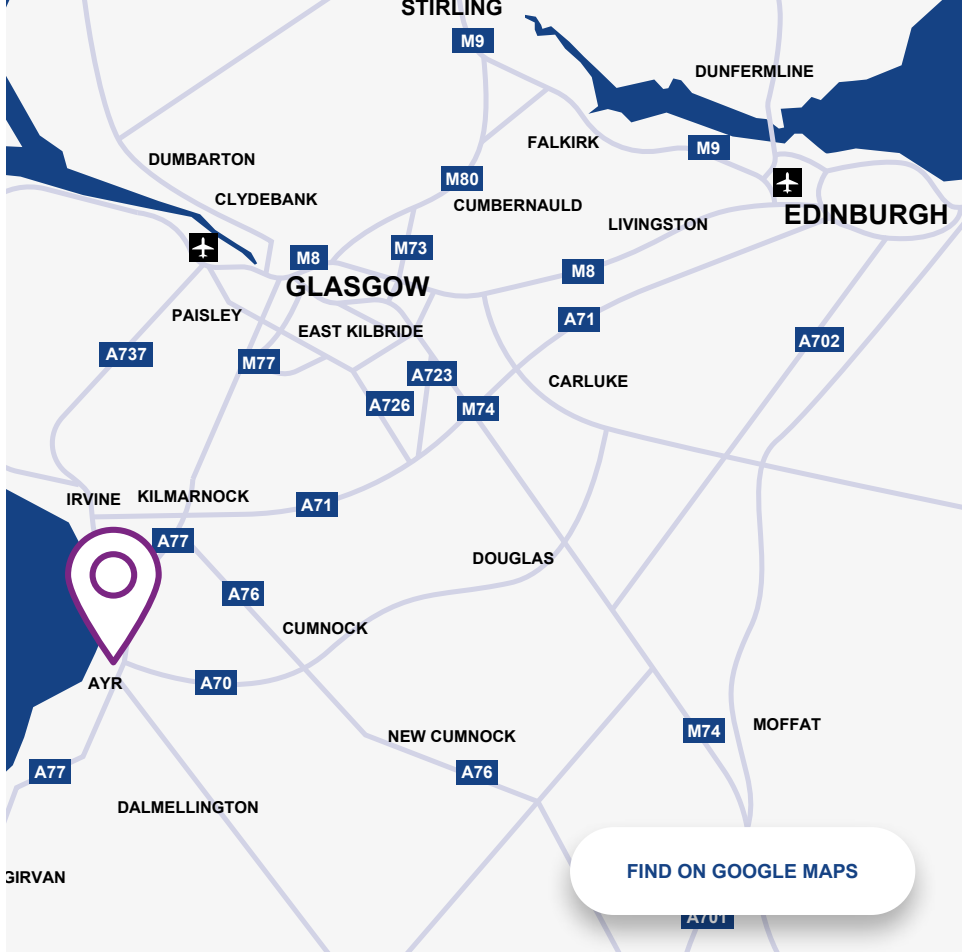 STIRLING
M9
DUNFERMLINE
FALKIRK
M9
DUMBARTON
M80
CLYDEBANK
CUMBERNAULD
EDINBURGH
LIVINGSTON
M73
M8
M8
GLASGOW
PAISLEY
A71
EAST KILBRIDE
A702
A737
M77
A723
CARLUKE
A726
M74
IRVINE
KILMARNOCK
A71
A77
DOUGLAS
A76
CUMNOCK
AYR
A70
MOFFAT
M74
NEW CUMNOCK
A77
A76
DALMELLINGTON
FIND ON GOOGLE MAPS
GIRVAN
A701